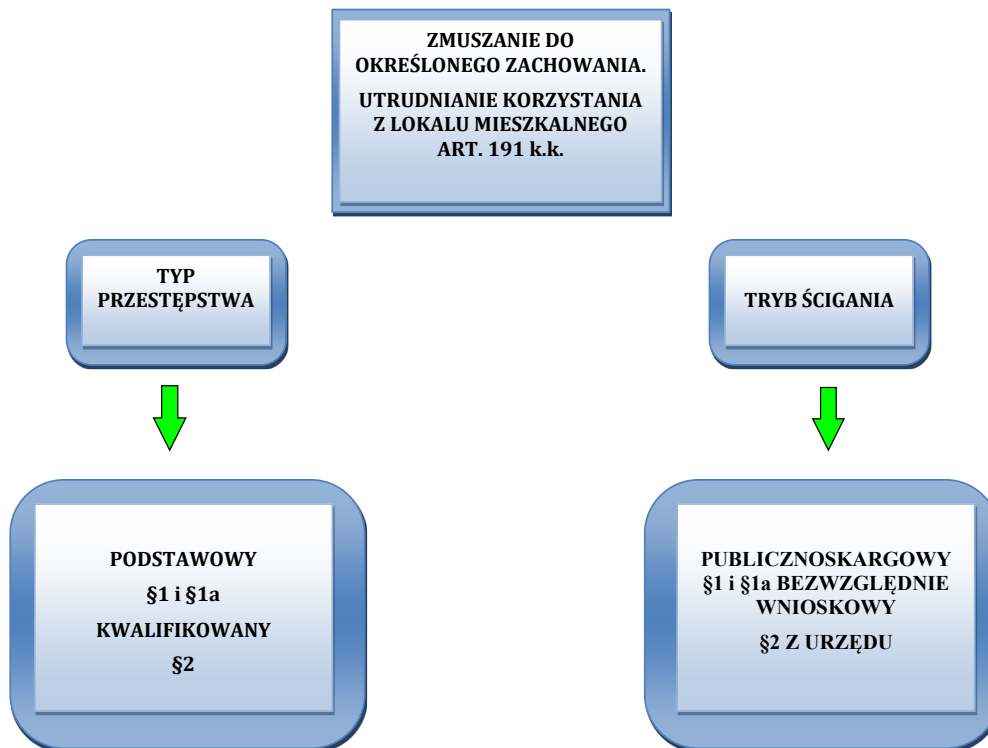 ZMUSZANIE DO
OKREŚLONEGO ZACHOWANIA.
UTRUDNIANIE KORZYSTANIA
Z LOKALU MIESZKALNEGO
ART. 191 k.k.
TYP
PRZESTĘPSTWA
TRYB ŚCIGANIA
PODSTAWOWY
§1 i §1a
KWALIFIKOWANY
§2
PUBLICZNOSKARGOWY
§1 i §1a BEZWZGLĘDNIE
WNIOSKOWY
§2 Z URZĘDU